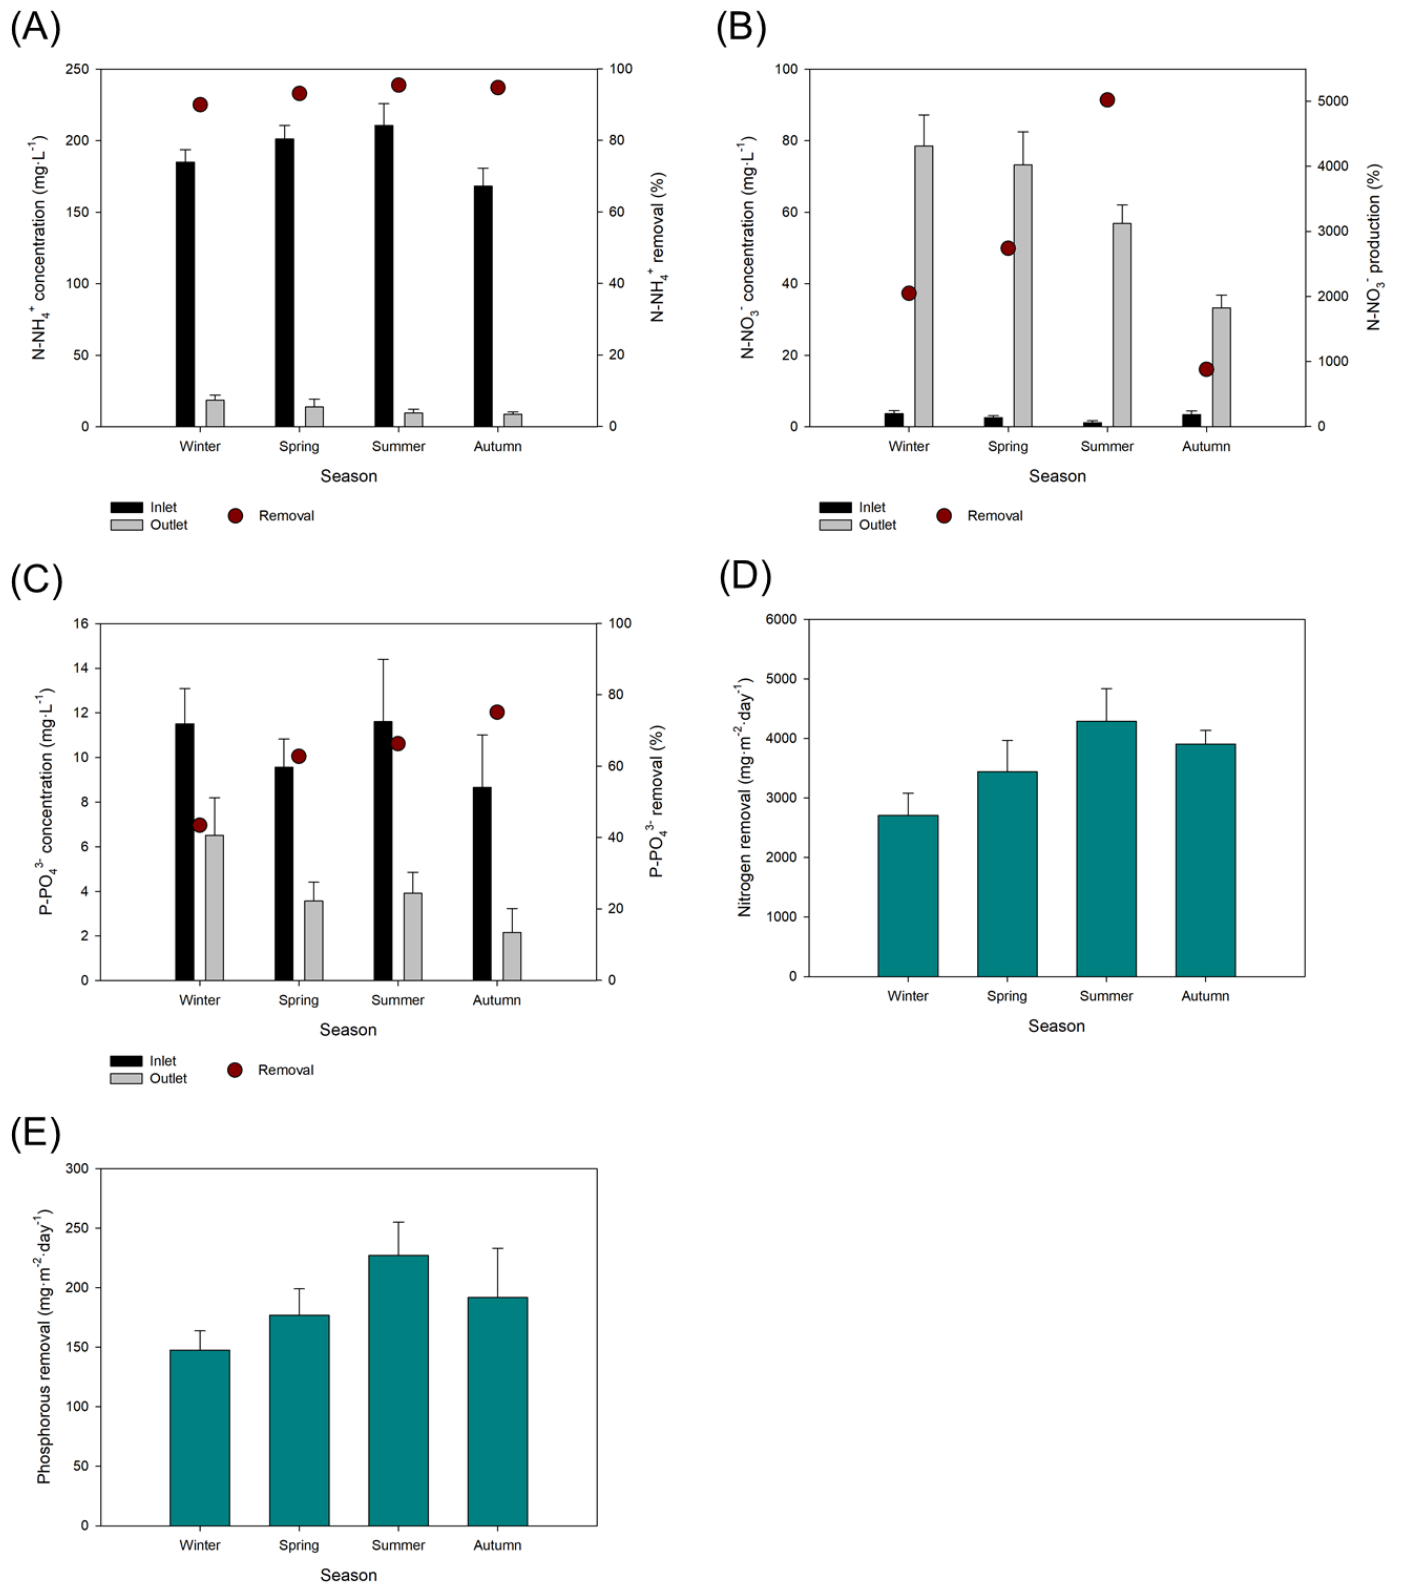 (A)
N-NH₄⁺ concentration (mg·L⁻¹)
250
200
150
100
50
0
100
80
60
40
20
0
N-NH₄⁺ removal (%)
Winter Spring Summer Autumn
Season
Inlet
Outlet
Removal
(B)
N-NO₃⁻ concentration (mg·L⁻¹)
100
80
60
40
20
0
5000
4000
3000
2000
1000
0
N-NO₃⁻ production (%)
Winter Spring Summer Autumn
Season
Inlet
Outlet
Removal
(C)
P-PO₄³⁻ concentration (mg·L⁻¹)
16
14
12
10
8
6
4
2
0
100
80
60
40
20
0
P-PO₄³⁻ removal (%)
Winter Spring Summer Autumn
Season
Inlet
Outlet
Removal
(D)
Nitrogen removal (mg·m⁻²·day⁻¹)
6000
5000
4000
3000
2000
1000
0
Winter Spring Summer Autumn
Season
(E)
Phosphorous removal (mg·m⁻²·day⁻¹)
300
250
200
150
100
50
0
Winter Spring Summer Autumn
Season